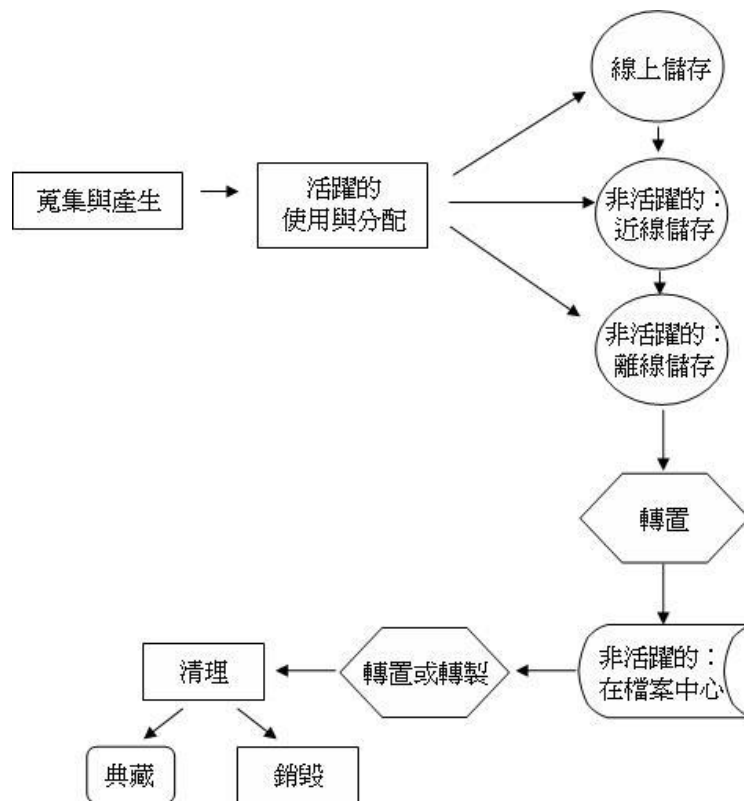 線上儲存
蒐集與產生
活躍的
使用與分配
非活躍的：
近線儲存
非活躍的：
離線儲存
轉置
非活躍的：
在檔案中心
轉置或轉製
清理
典藏
銷毀